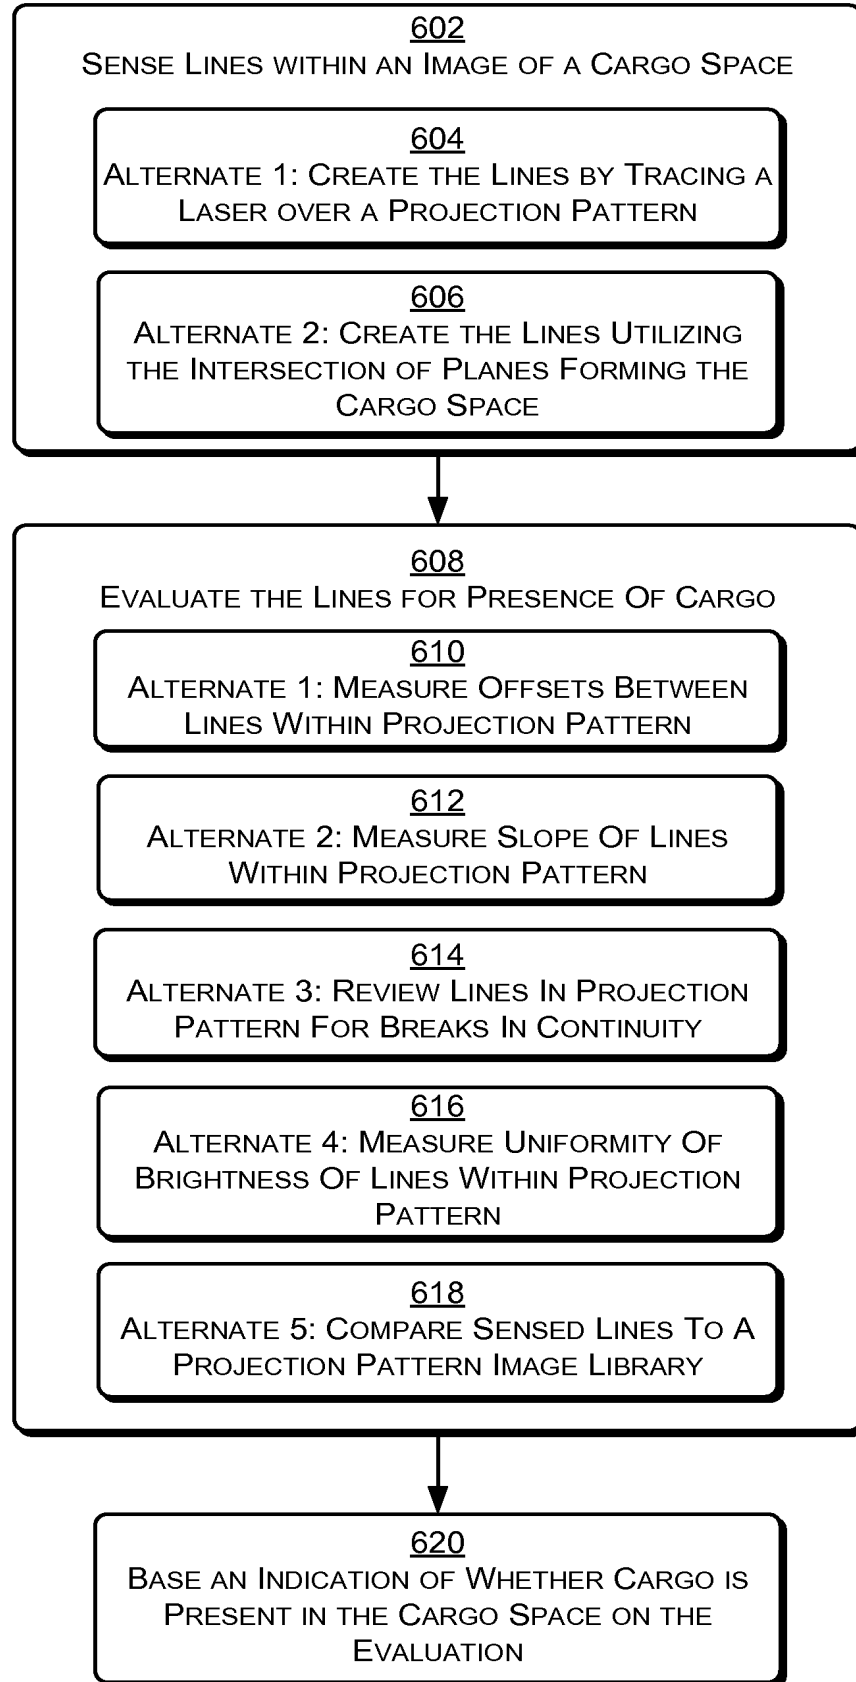 602
SENSE LINES WITHIN AN IMAGE OF A CARGO SPACE
604
ALTERNATE 1: CREATE THE LINES BY TRACING A
LASER OVER A PROJECTION PATTERN
606
ALTERNATE 2: CREATE THE LINES UTILIZING
THE INTERSECTION OF PLANES FORMING THE
CARGO SPACE
608
EVALUATE THE LINES FOR PRESENCE OF CARGO
610
ALTERNATE 1: MEASURE OFFSETS BETWEEN
LINES WITHIN PROJECTION PATTERN
612
ALTERNATE 2: MEASURE SLOPE OF LINES
WITHIN PROJECTION PATTERN
614
ALTERNATE 3: REVIEW LINES IN PROJECTION
PATTERN FOR BREAKS IN CONTINUITY
616
ALTERNATE 4: MEASURE UNIFORMITY OF
BRIGHTNESS OF LINES WITHIN PROJECTION
PATTERN
618
ALTERNATE 5: COMPARE SENSED LINES TO A
PROJECTION PATTERN IMAGE LIBRARY
620
BASE AN INDICATION OF WHETHER CARGO IS
PRESENT IN THE CARGO SPACE ON THE
EVALUATION